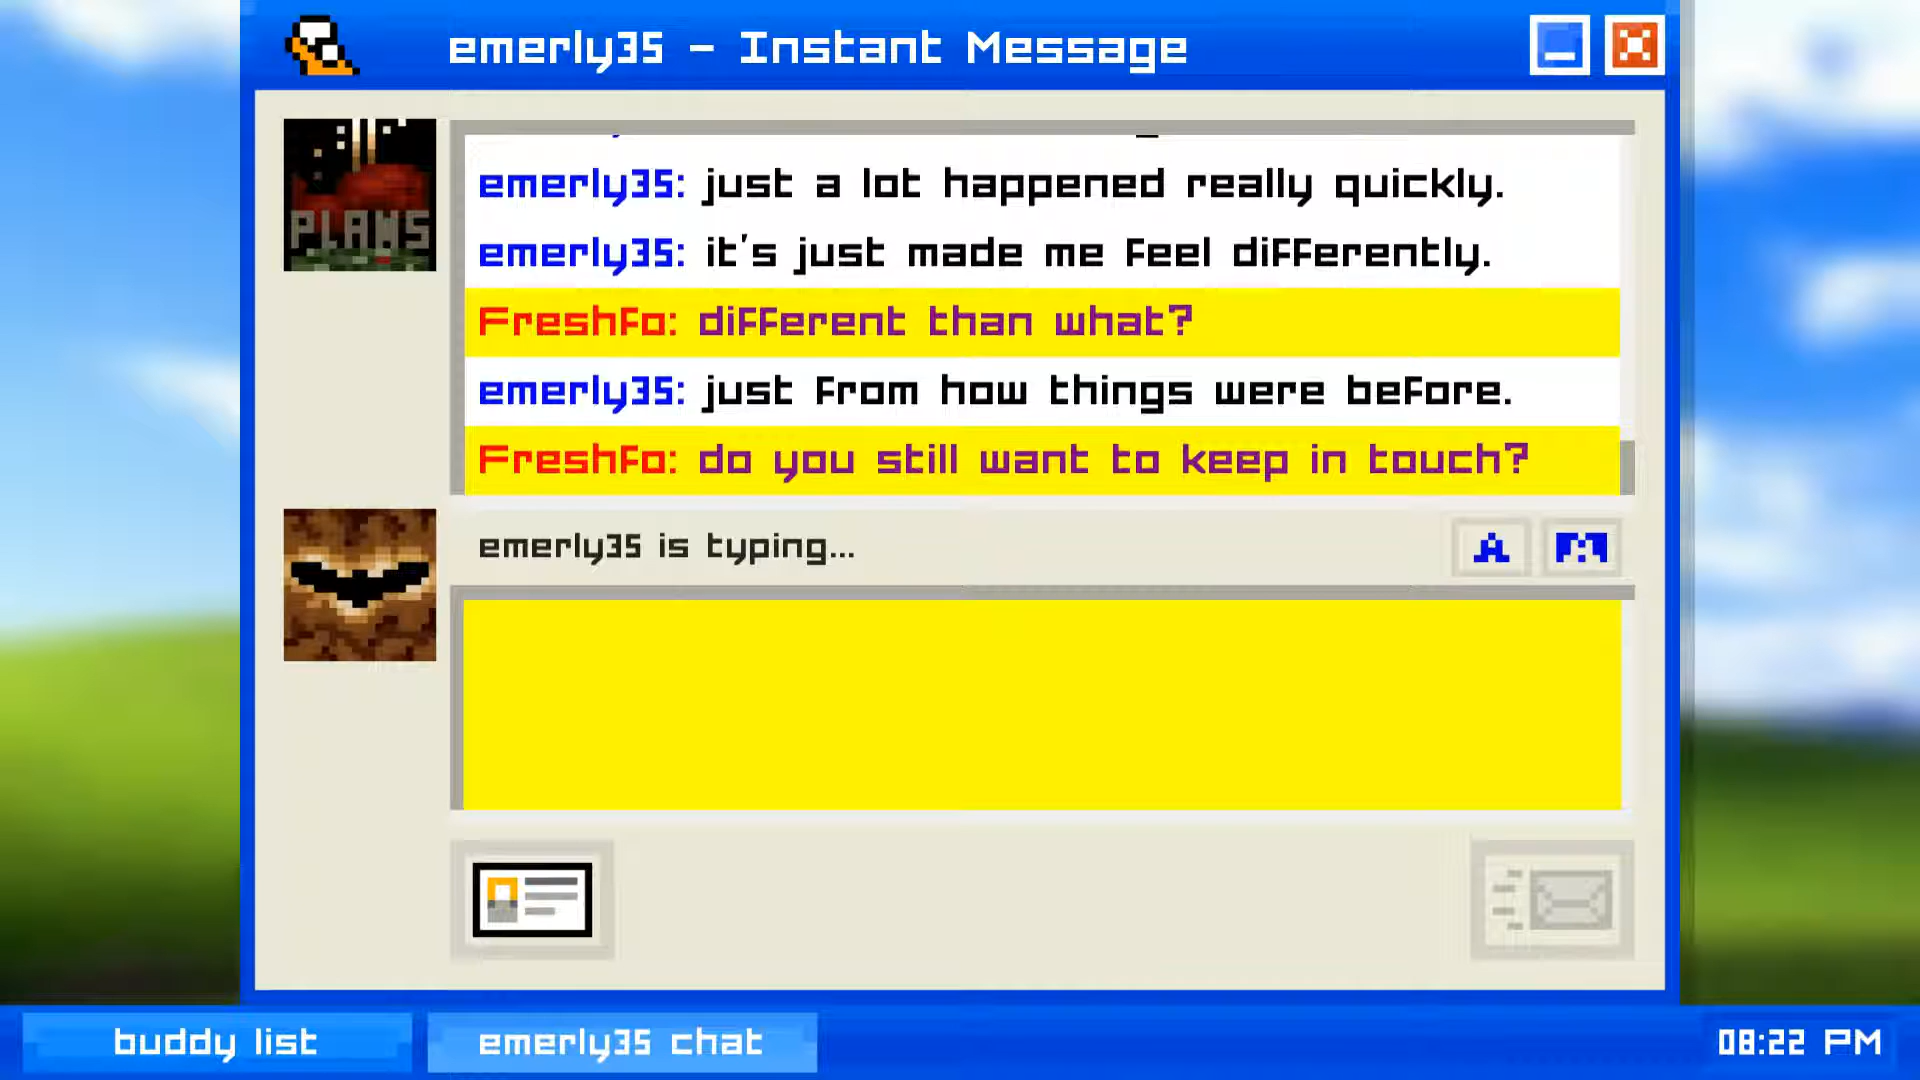 emerly35 - Instant Message
PLANS
emerly35: just a lot happened really quickly.
emerly35: it's just made me feel differently.
Freshfo: different than what?
emerly35: just from how things were before.
Freshfo: do you still want to keep in touch?
emerly35 is typing...
A
buddy list
emerly35 chat
08:22 PM